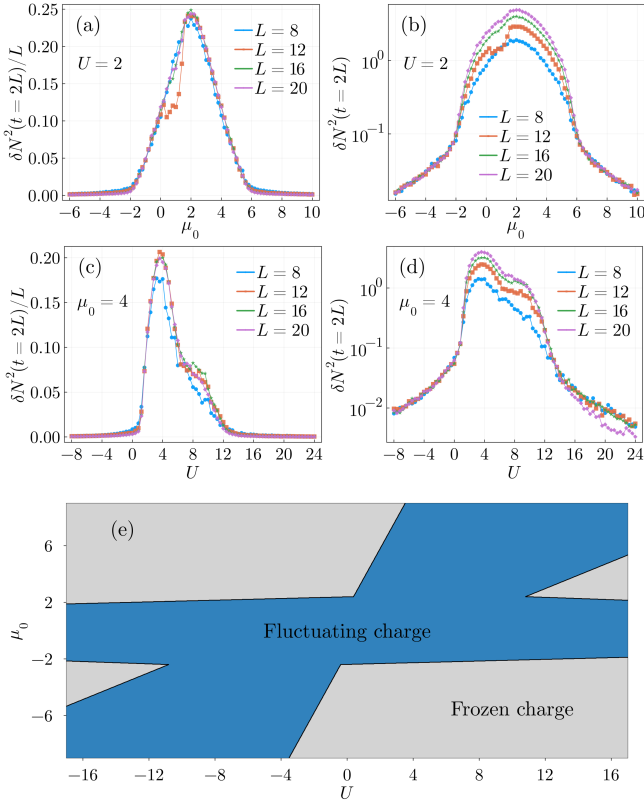 (a)
U = 2
L = 8
L = 12
L = 16
L = 20
δN²(t = 2L)/L
0.25
0.20
0.15
0.10
0.05
0.00
−6 −4 −2 0 2 4 6 8 10
μ₀
(b)
U = 2
L = 8
L = 12
L = 16
L = 20
δN²(t = 2L)
10⁰
10⁻¹
−6 −4 −2 0 2 4 6 8 10
μ₀
(c)
μ₀ = 4
L = 8
L = 12
L = 16
L = 20
δN²(t = 2L)/L
0.20
0.15
0.10
0.05
0.00
−8 −4 0 4 8 12 16 20 24
U
(d)
μ₀ = 4
L = 8
L = 12
L = 16
L = 20
δN²(t = 2L)
10⁰
10⁻¹
10⁻²
−8 −4 0 4 8 12 16 20 24
U
(e)
μ₀
6
2
−2
−6
Fluctuating charge
Frozen charge
−16 −12 −8 −4 0 4 8 12 16
U